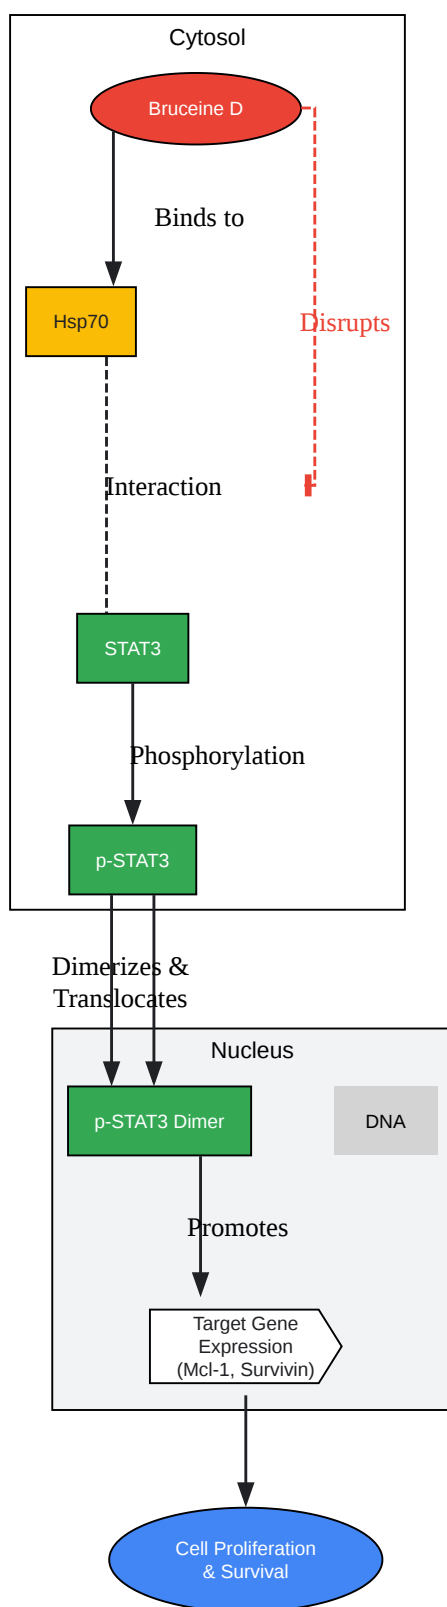 Cytosol
Bruceine D
Binds to
Hsp70
Disrupts
Interaction
STAT3
Phosphorylation
p-STAT3
Dimerizes &
Translocates
Nucleus
p-STAT3 Dimer
DNA
Promotes
Target Gene
Expression
(Mcl-1, Survivin)
Cell Proliferation
& Survival